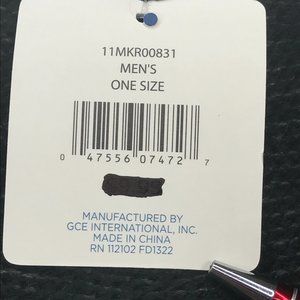 11MKR00831
MEN'S
ONE SIZE
0 47556 07472 7
MANUFACTURED BY
GCE INTERNATIONAL, INC.
MADE IN CHINA
RN 112102 FD1322